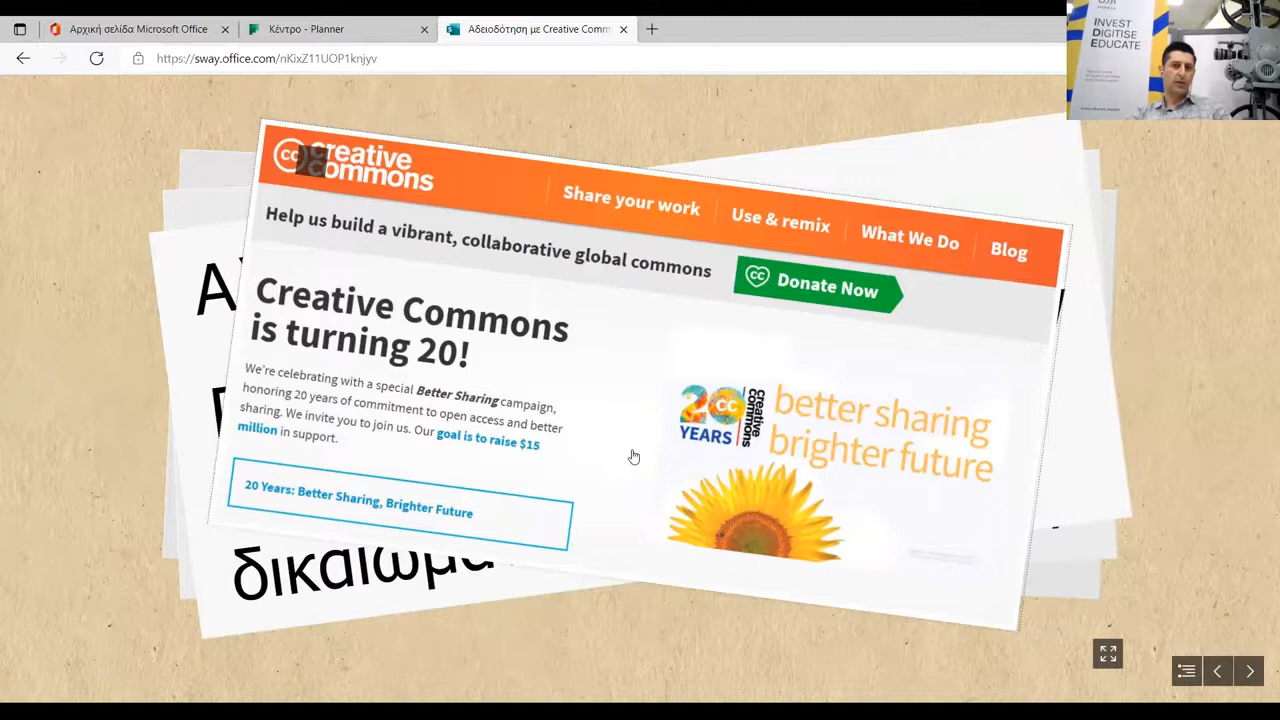 Αρχική σελίδα Microsoft Office
Κέντρο - Planner
Αδειοδότηση με Creative Comm
https://sway.office.com/nKixZ11UOP1knjyv
INVEST
DIGITISE
EDUCATE
creative
commons
Share your work
Use & remix
What We Do
Blog
Help us build a vibrant, collaborative global commons
Donate Now
Creative Commons
is turning 20!
We're celebrating with a special Better Sharing campaign,
honoring 20 years of commitment to open access and better
sharing. We invite you to join us. Our goal is to raise $15
million in support.
20 Years: Better Sharing, Brighter Future
20
CC
YEARS
creative
commons
better sharing
brighter future
δικαίωμα